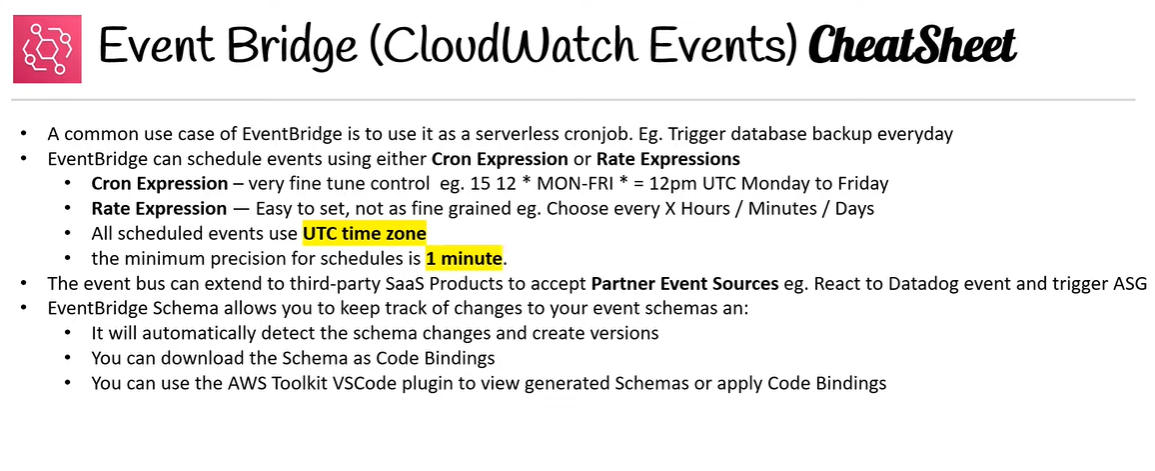 Event Bridge (CloudWatch Events) CheatSheet
• A common use case of EventBridge is to use it as a serverless cronjob. Eg. Trigger database backup everyday
• EventBridge can schedule events using either Cron Expression or Rate Expressions
• Cron Expression – very fine tune control eg. 15 12 * MON-FRI * = 12pm UTC Monday to Friday
• Rate Expression — Easy to set, not as fine grained eg. Choose every X Hours / Minutes / Days
• All scheduled events use UTC time zone
• the minimum precision for schedules is 1 minute.
• The event bus can extend to third-party SaaS Products to accept Partner Event Sources eg. React to Datadog event and trigger ASG
• EventBridge Schema allows you to keep track of changes to your event schemas an:
• It will automatically detect the schema changes and create versions
• You can download the Schema as Code Bindings
• You can use the AWS Toolkit VSCode plugin to view generated Schemas or apply Code Bindings